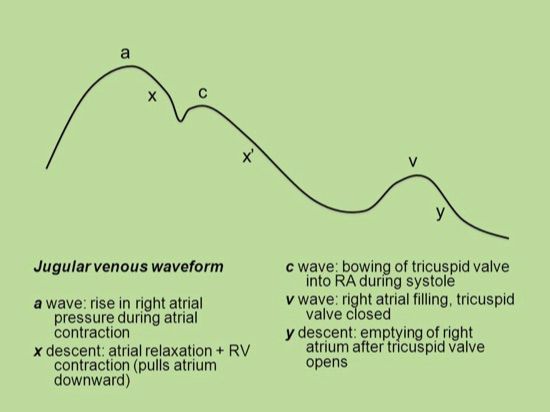 a
x
c
x'
v
y
Jugular venous waveform
a wave: rise in right atrial
pressure during atrial
contraction
x descent: atrial relaxation + RV
contraction (pulls atrium
downward)
c wave: bowing of tricuspid valve
into RA during systole
v wave: right atrial filling, tricuspid
valve closed
y descent: emptying of right
atrium after tricuspid valve
opens